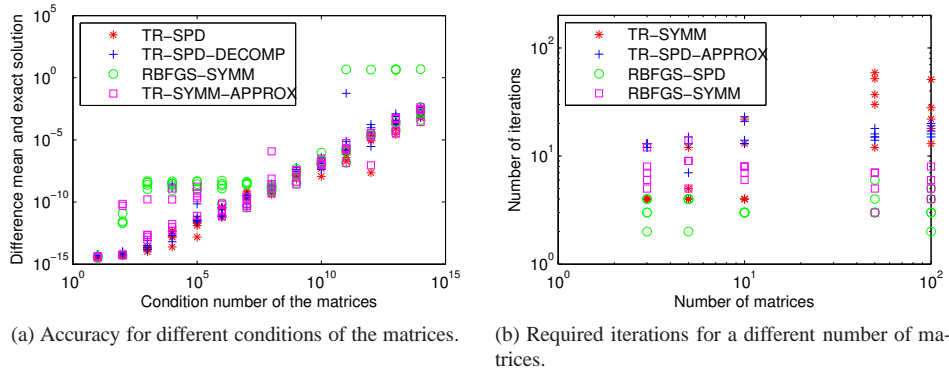 10^5
10^0
10^-5
10^-10
10^-15
Difference mean and exact solution
TR-SPD
TR-SPD-DECOMP
RBFGS-SYMM
TR-SYMM-APPROX
10^0
10^5
10^10
10^15
Condition number of the matrices
(a) Accuracy for different conditions of the matrices.
10^2
10^1
10^0
Number of iterations
TR-SYMM
TR-SPD-APPROX
RBFGS-SPD
RBFGS-SYMM
10^0
10^1
10^2
Number of matrices
(b) Required iterations for a different number of ma-
trices.